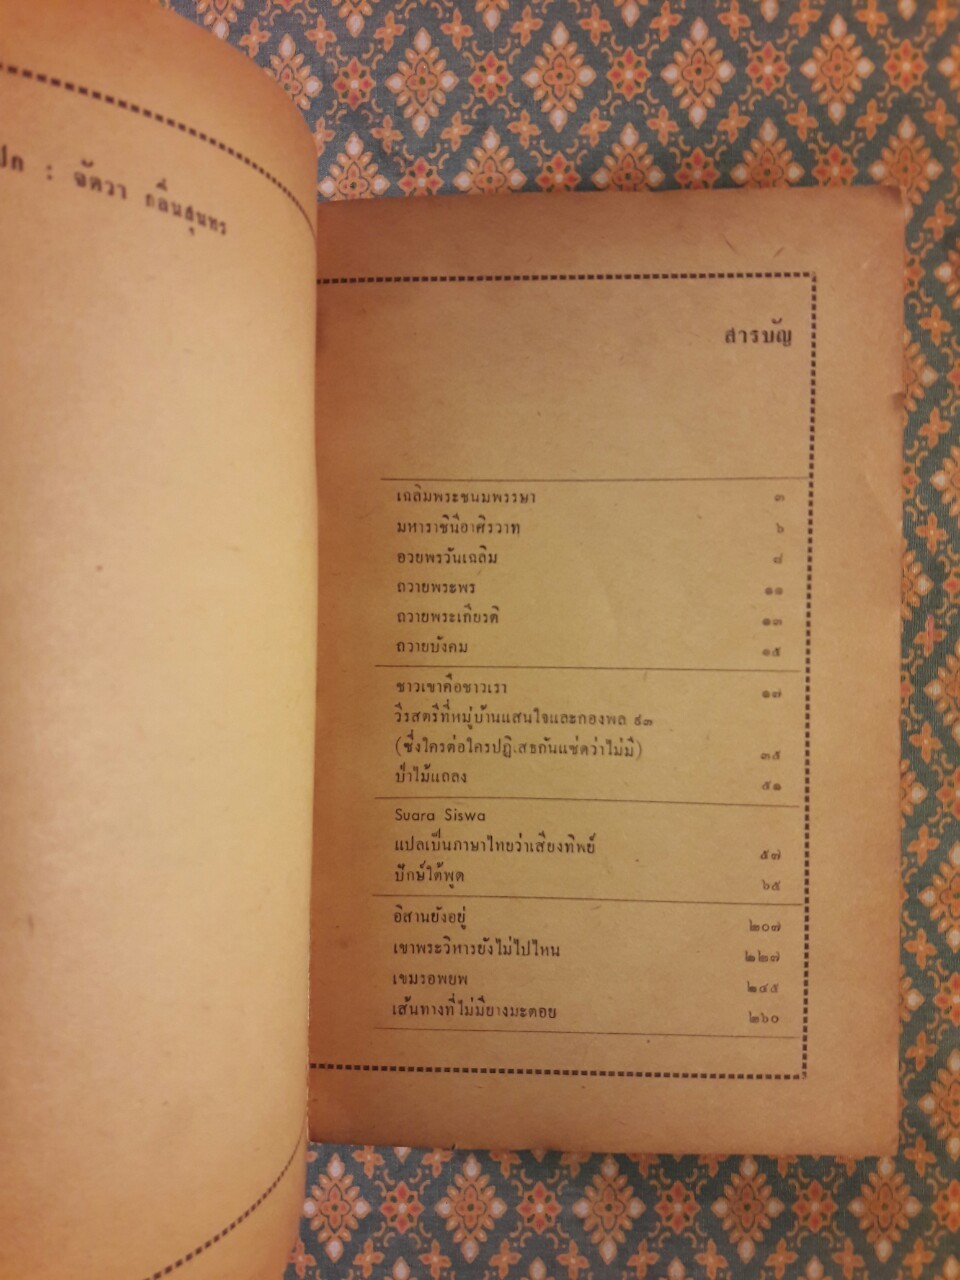 ปก : จัตวา กลิ่นสุนทร
สารบัญ
เฉลิมพระชนมพรรษา ๓
มหาราชินีอาศิรวาท ๖
อวยพรวันเฉลิม ๘
ถวายพระพร ๑๑
ถวายพระเกียรติ ๑๓
ถวายบังคม ๑๕
ชาวเขาคือชาวเรา ๑๗
วีรสตรีที่หมู่บ้านแสนใจและกองพล ๙๓
(ซึ่งใครต่อใครปฏิเสธกันแซ่ดว่าไม่มี) ๓๕
ป่าไม้แถลง ๕๑
Suara Siswa
แปลเป็นภาษาไทยว่าเสียงทิพย์ ๕๗
ปักษ์ใต้พูด ๖๕
อิสานยังอยู่ ๒๐๗
เขาพระวิหารยังไม่ไปไหน ๒๒๗
เขมรอพยพ ๒๔๕
เส้นทางที่ไม่มียางมะตอย ๒๖๐